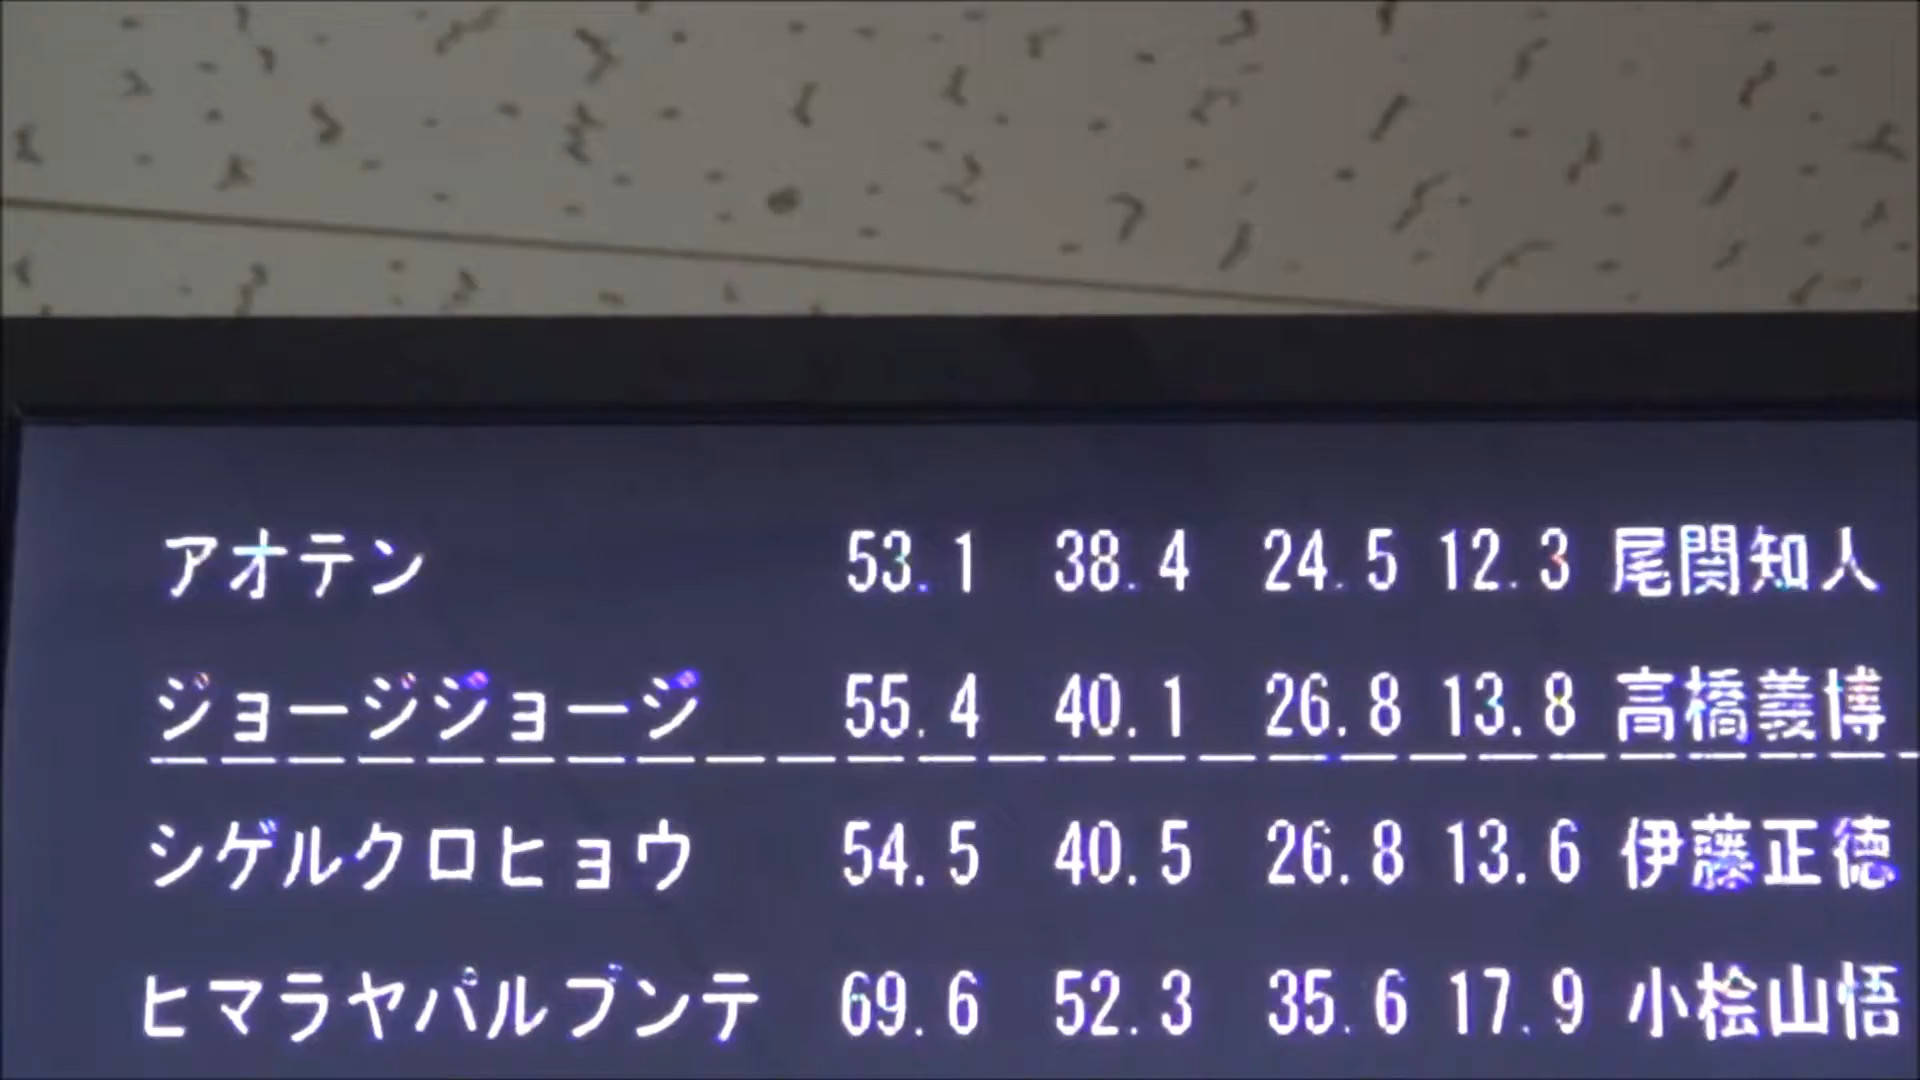 アオテン 53.1 38.4 24.5 12.3 尾関知人
ジョージジョージ 55.4 40.1 26.8 13.8 高橋義博
シゲルクロヒョウ 54.5 40.5 26.8 13.6 伊藤正徳
ヒマラヤパルブンテ 69.6 52.3 35.6 17.9 小桧山悟